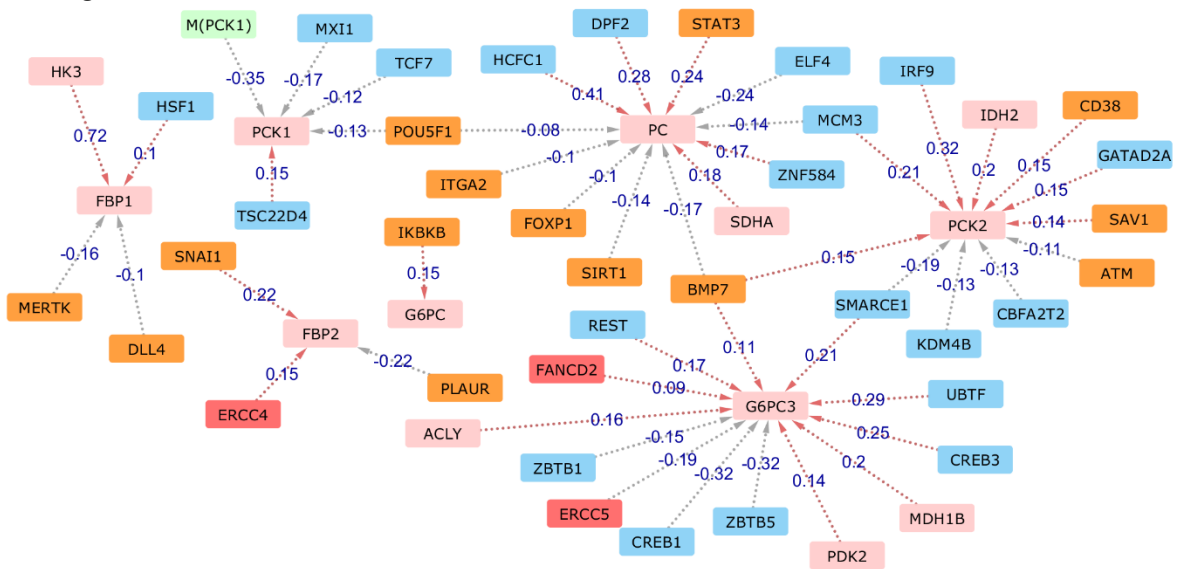 M(PCK1)
MXI1
DPF2
STAT3
HK3
TCF7
HCFC1
ELF4
IRF9
-0.35
-0.17
0.28
0.24
HSF1
-0.12
0.41
-0.24
IDH2
CD38
0.72
0.1
PCK1
-0.13
POU5F1
-0.08
PC
-0.14
MCM3
0.32
0.2
0.15
GATAD2A
0.15
0.17
0.21
0.15
ITGA2
-0.1
-0.1
0.18
ZNF584
FBP1
TSC22D4
-0.14
-0.17
FOXP1
SDHA
PCK2
0.14
SAV1
-0.16
-0.1
SNAI1
IKBKB
0.15
-0.11
MERTK
0.22
0.15
SIRT1
BMP7
-0.19
-0.13
-0.13
ATM
DLL4
FBP2
G6PC
REST
SMARCE1
KDM4B
CBFA2T2
0.15
-0.22
0.17
0.11
0.21
ERCC4
PLAUR
FANCD2
0.09
G6PC3
0.29
UBTF
ACLY
0.16
0.25
ZBTB1
-0.15
-0.19
-0.32
-0.32
0.2
CREB3
0.14
ERCC5
CREB1
ZBTB5
MDH1B
PDK2